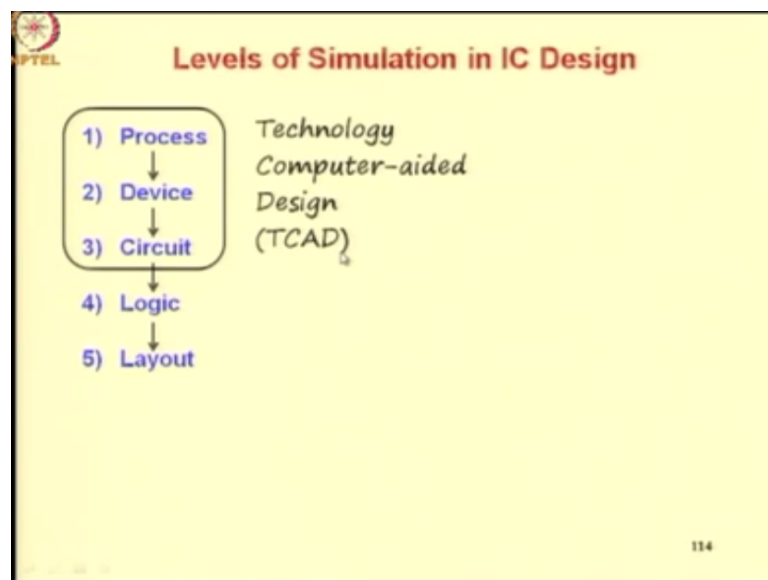 Levels of Simulation in IC Design
1) Process
2) Device
3) Circuit
4) Logic
5) Layout
Technology
Computer-aided
Design
(TCAD)
114